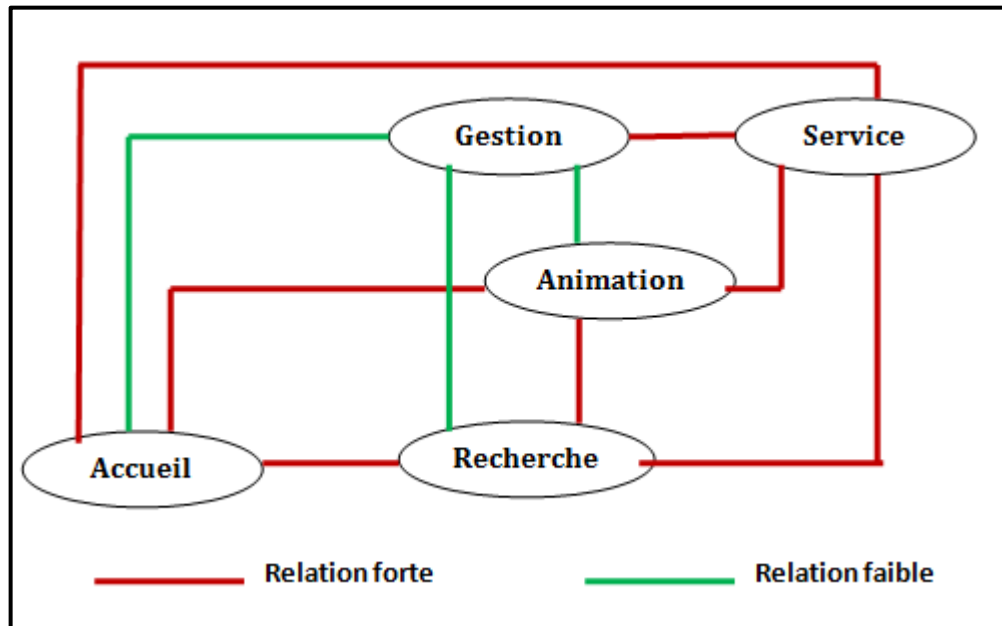 Gestion
Service
Animation
Accueil
Recherche
Relation forte
Relation faible